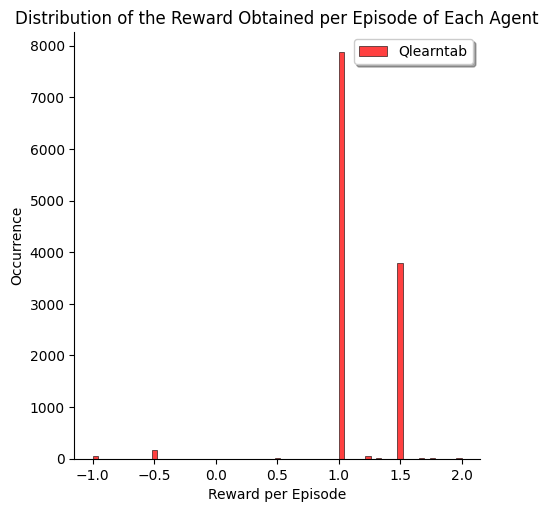 Distribution of the Reward Obtained per Episode of Each Agent
Qlearntab
Occurrence
8000
7000
6000
5000
4000
3000
2000
1000
0
−1.0 −0.5 0.0 0.5 1.0 1.5 2.0
Reward per Episode